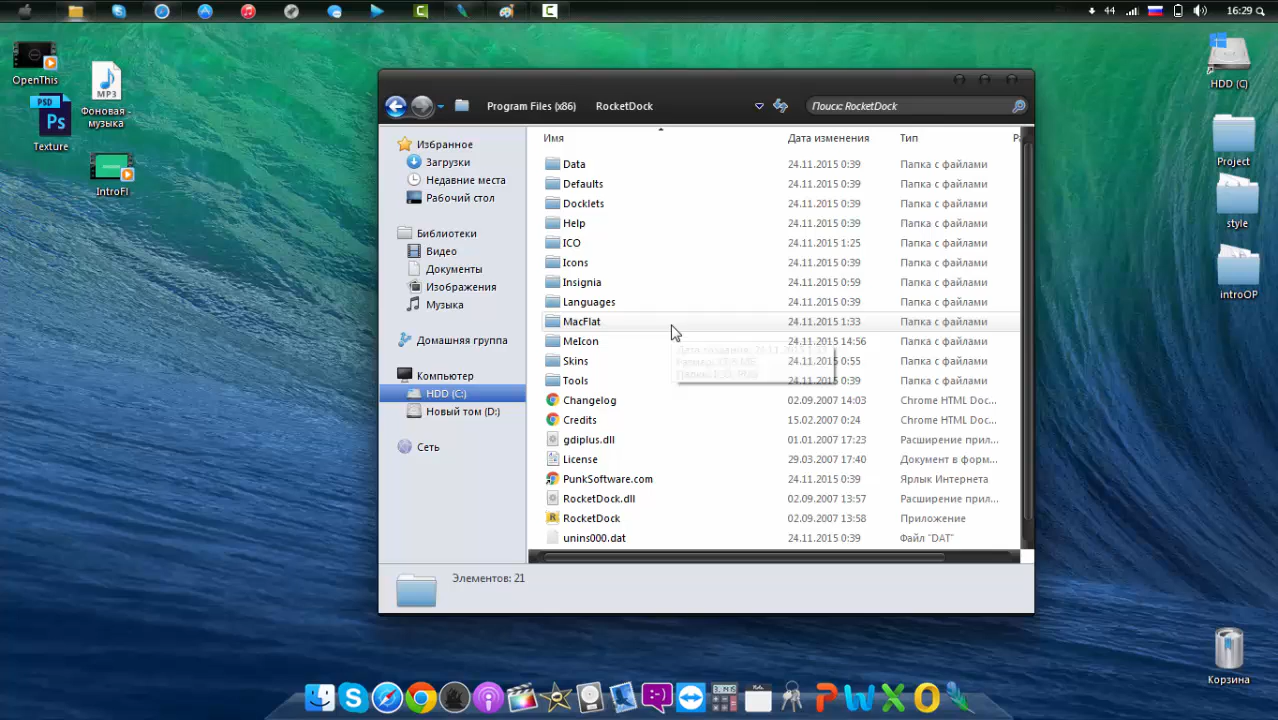 44
16:29
OpenThis
MP3
Фоновая -
музыка
PSD
Ps
Texture
IntroFl
HDD (C)
Project
style
introOP
Корзина
Program Files (x86)
RocketDock
Поиск: RocketDock
Избранное
Загрузки
Недавние места
Рабочий стол
Библиотеки
Видео
Документы
Изображения
Музыка
Домашняя группа
Компьютер
HDD (C:)
Новый том (D:)
Сеть
Имя Дата изменения Тип Ра
Data 24.11.2015 0:39 Папка с файлами
Defaults 24.11.2015 0:39 Папка с файлами
Docklets 24.11.2015 0:39 Папка с файлами
Help 24.11.2015 0:39 Папка с файлами
ICO 24.11.2015 1:25 Папка с файлами
Icons 24.11.2015 0:39 Папка с файлами
Insignia 24.11.2015 0:59 Папка с файлами
Languages 24.11.2015 0:39 Папка с файлами
MacFlat 24.11.2015 1:33 Папка с файлами
MeIcon 24.11.2015 14:56 Папка с файлами
Skins 24.11.2015 0:55 Папка с файлами
Tools 24.11.2015 0:39 Папка с файлами
Changelog 02.09.2007 14:03 Chrome HTML Doc...
Credits 15.02.2007 0:24 Chrome HTML Doc...
gdiplus.dll 01.01.2007 17:23 Расширение прил...
License 29.03.2007 17:40 Документ в форм...
PunkSoftware.com 24.11.2015 0:39 Ярлык Интернета
RocketDock.dll 02.09.2007 13:57 Расширение прил...
RocketDock 02.09.2007 13:58 Приложение
unins000.dat 24.11.2015 0:39 Файл "DAT"
Элементов: 21